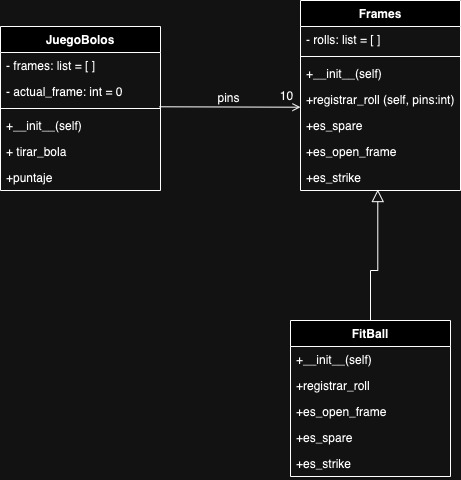 JuegoBolos
- frames: list = [ ]
- actual_frame: int = 0
+__init__(self)
+ tirar_bola
+puntaje
pins
10
Frames
- rolls: list = [ ]
+__init__(self)
+registrar_roll (self, pins:int)
+es_spare
+es_open_frame
+es_strike
FitBall
+__init__(self)
+registrar_roll
+es_open_frame
+es_spare
+es_strike